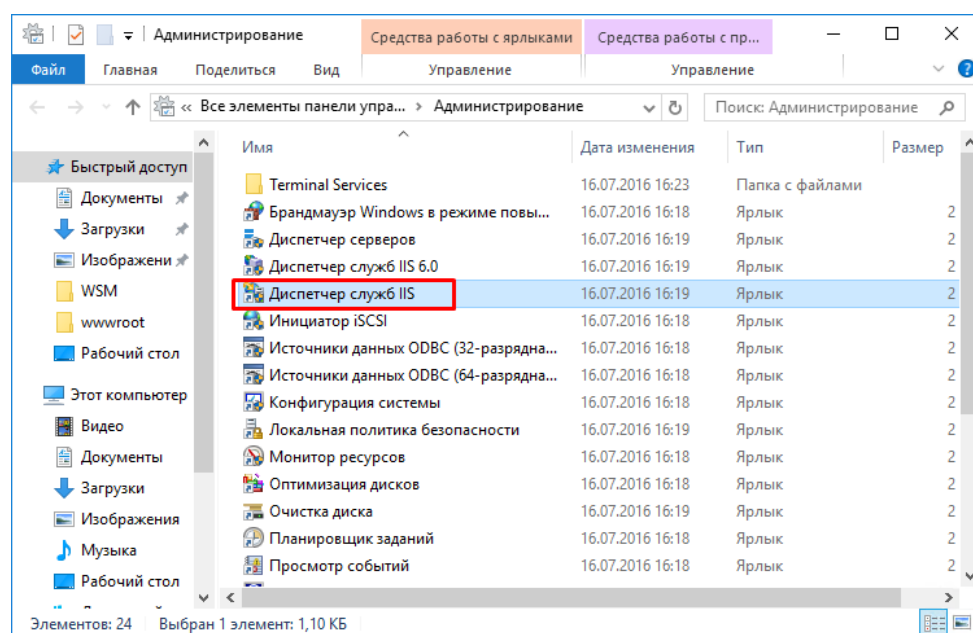 Администрирование
Средства работы с ярлыками
Средства работы с пр...
Файл
Главная
Поделиться
Вид
Управление
Управление
« Все элементы панели упра... › Администрирование
Поиск: Администрирование
Имя
Дата изменения
Тип
Размер
Быстрый доступ
Документы
Загрузки
Изображени
WSM
wwwroot
Рабочий стол
Этот компьютер
Видео
Документы
Загрузки
Изображения
Музыка
Рабочий стол
Terminal Services 16.07.2016 16:23 Папка с файлами
Брандмауэр Windows в режиме повы... 16.07.2016 16:18 Ярлык 2
Диспетчер серверов 16.07.2016 16:19 Ярлык 2
Диспетчер служб IIS 6.0 16.07.2016 16:19 Ярлык 2
Диспетчер служб IIS 16.07.2016 16:19 Ярлык 2
Инициатор iSCSI 16.07.2016 16:18 Ярлык 2
Источники данных ODBC (32-разрядна... 16.07.2016 16:18 Ярлык 2
Источники данных ODBC (64-разрядна... 16.07.2016 16:18 Ярлык 2
Конфигурация системы 16.07.2016 16:18 Ярлык 2
Локальная политика безопасности 16.07.2016 16:19 Ярлык 2
Монитор ресурсов 16.07.2016 16:18 Ярлык 2
Оптимизация дисков 16.07.2016 16:18 Ярлык 2
Очистка диска 16.07.2016 16:19 Ярлык 2
Планировщик заданий 16.07.2016 16:18 Ярлык 2
Просмотр событий 16.07.2016 16:18 Ярлык 2
Элементов: 24 Выбран 1 элемент: 1,10 КБ